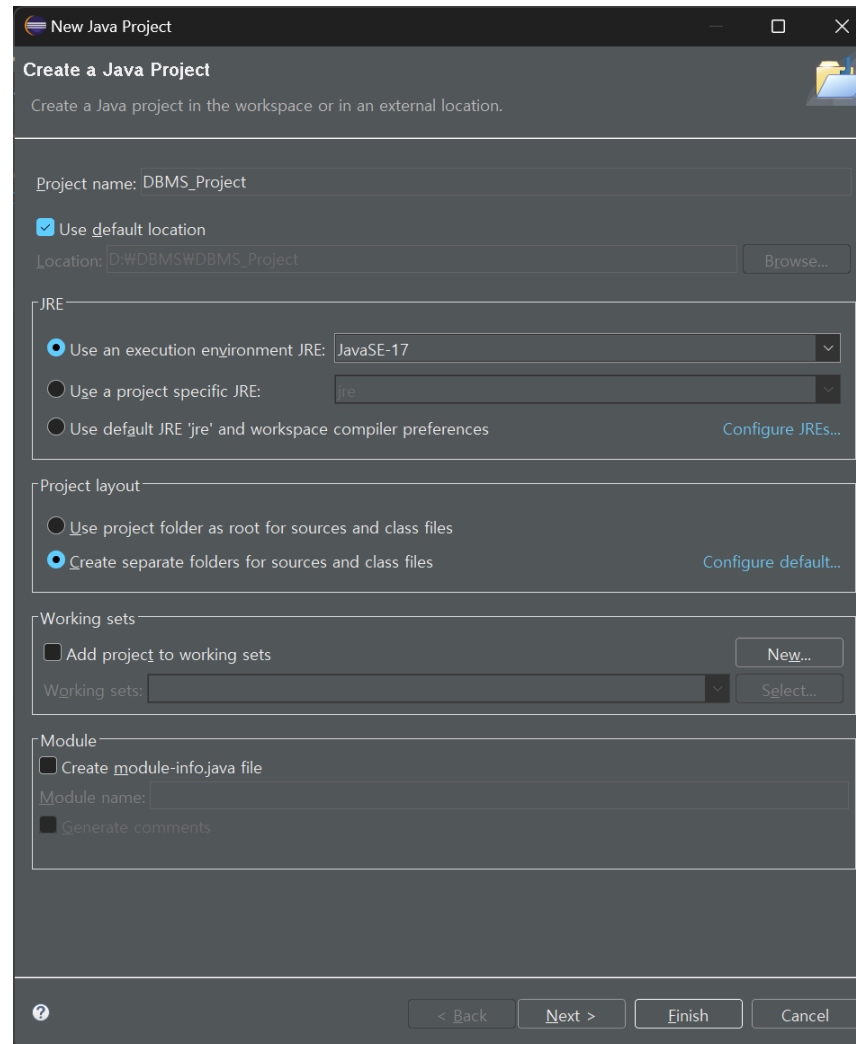 New Java Project
Create a Java Project
Create a Java project in the workspace or in an external location.
Project name: DBMS_Project
Use default location
Location: D:₩DBMS₩DBMS_Project Browse...
JRE
Use an execution environment JRE: JavaSE-17
Use a project specific JRE: jre
Use default JRE 'jre' and workspace compiler preferences Configure JREs...
Project layout
Use project folder as root for sources and class files
Create separate folders for sources and class files Configure default...
Working sets
Add project to working sets New...
Working sets: Select...
Module
Create module-info.java file
Module name:
Generate comments
? < Back Next > Finish Cancel